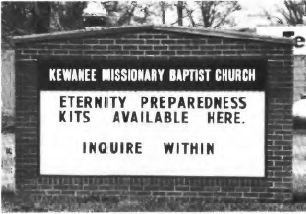 KEWANEE MISSIONARY BAPTIST CHURCH
ETERNITY PREPAREDNESS
KITS AVAILABLE HERE.
INQUIRE WITHIN